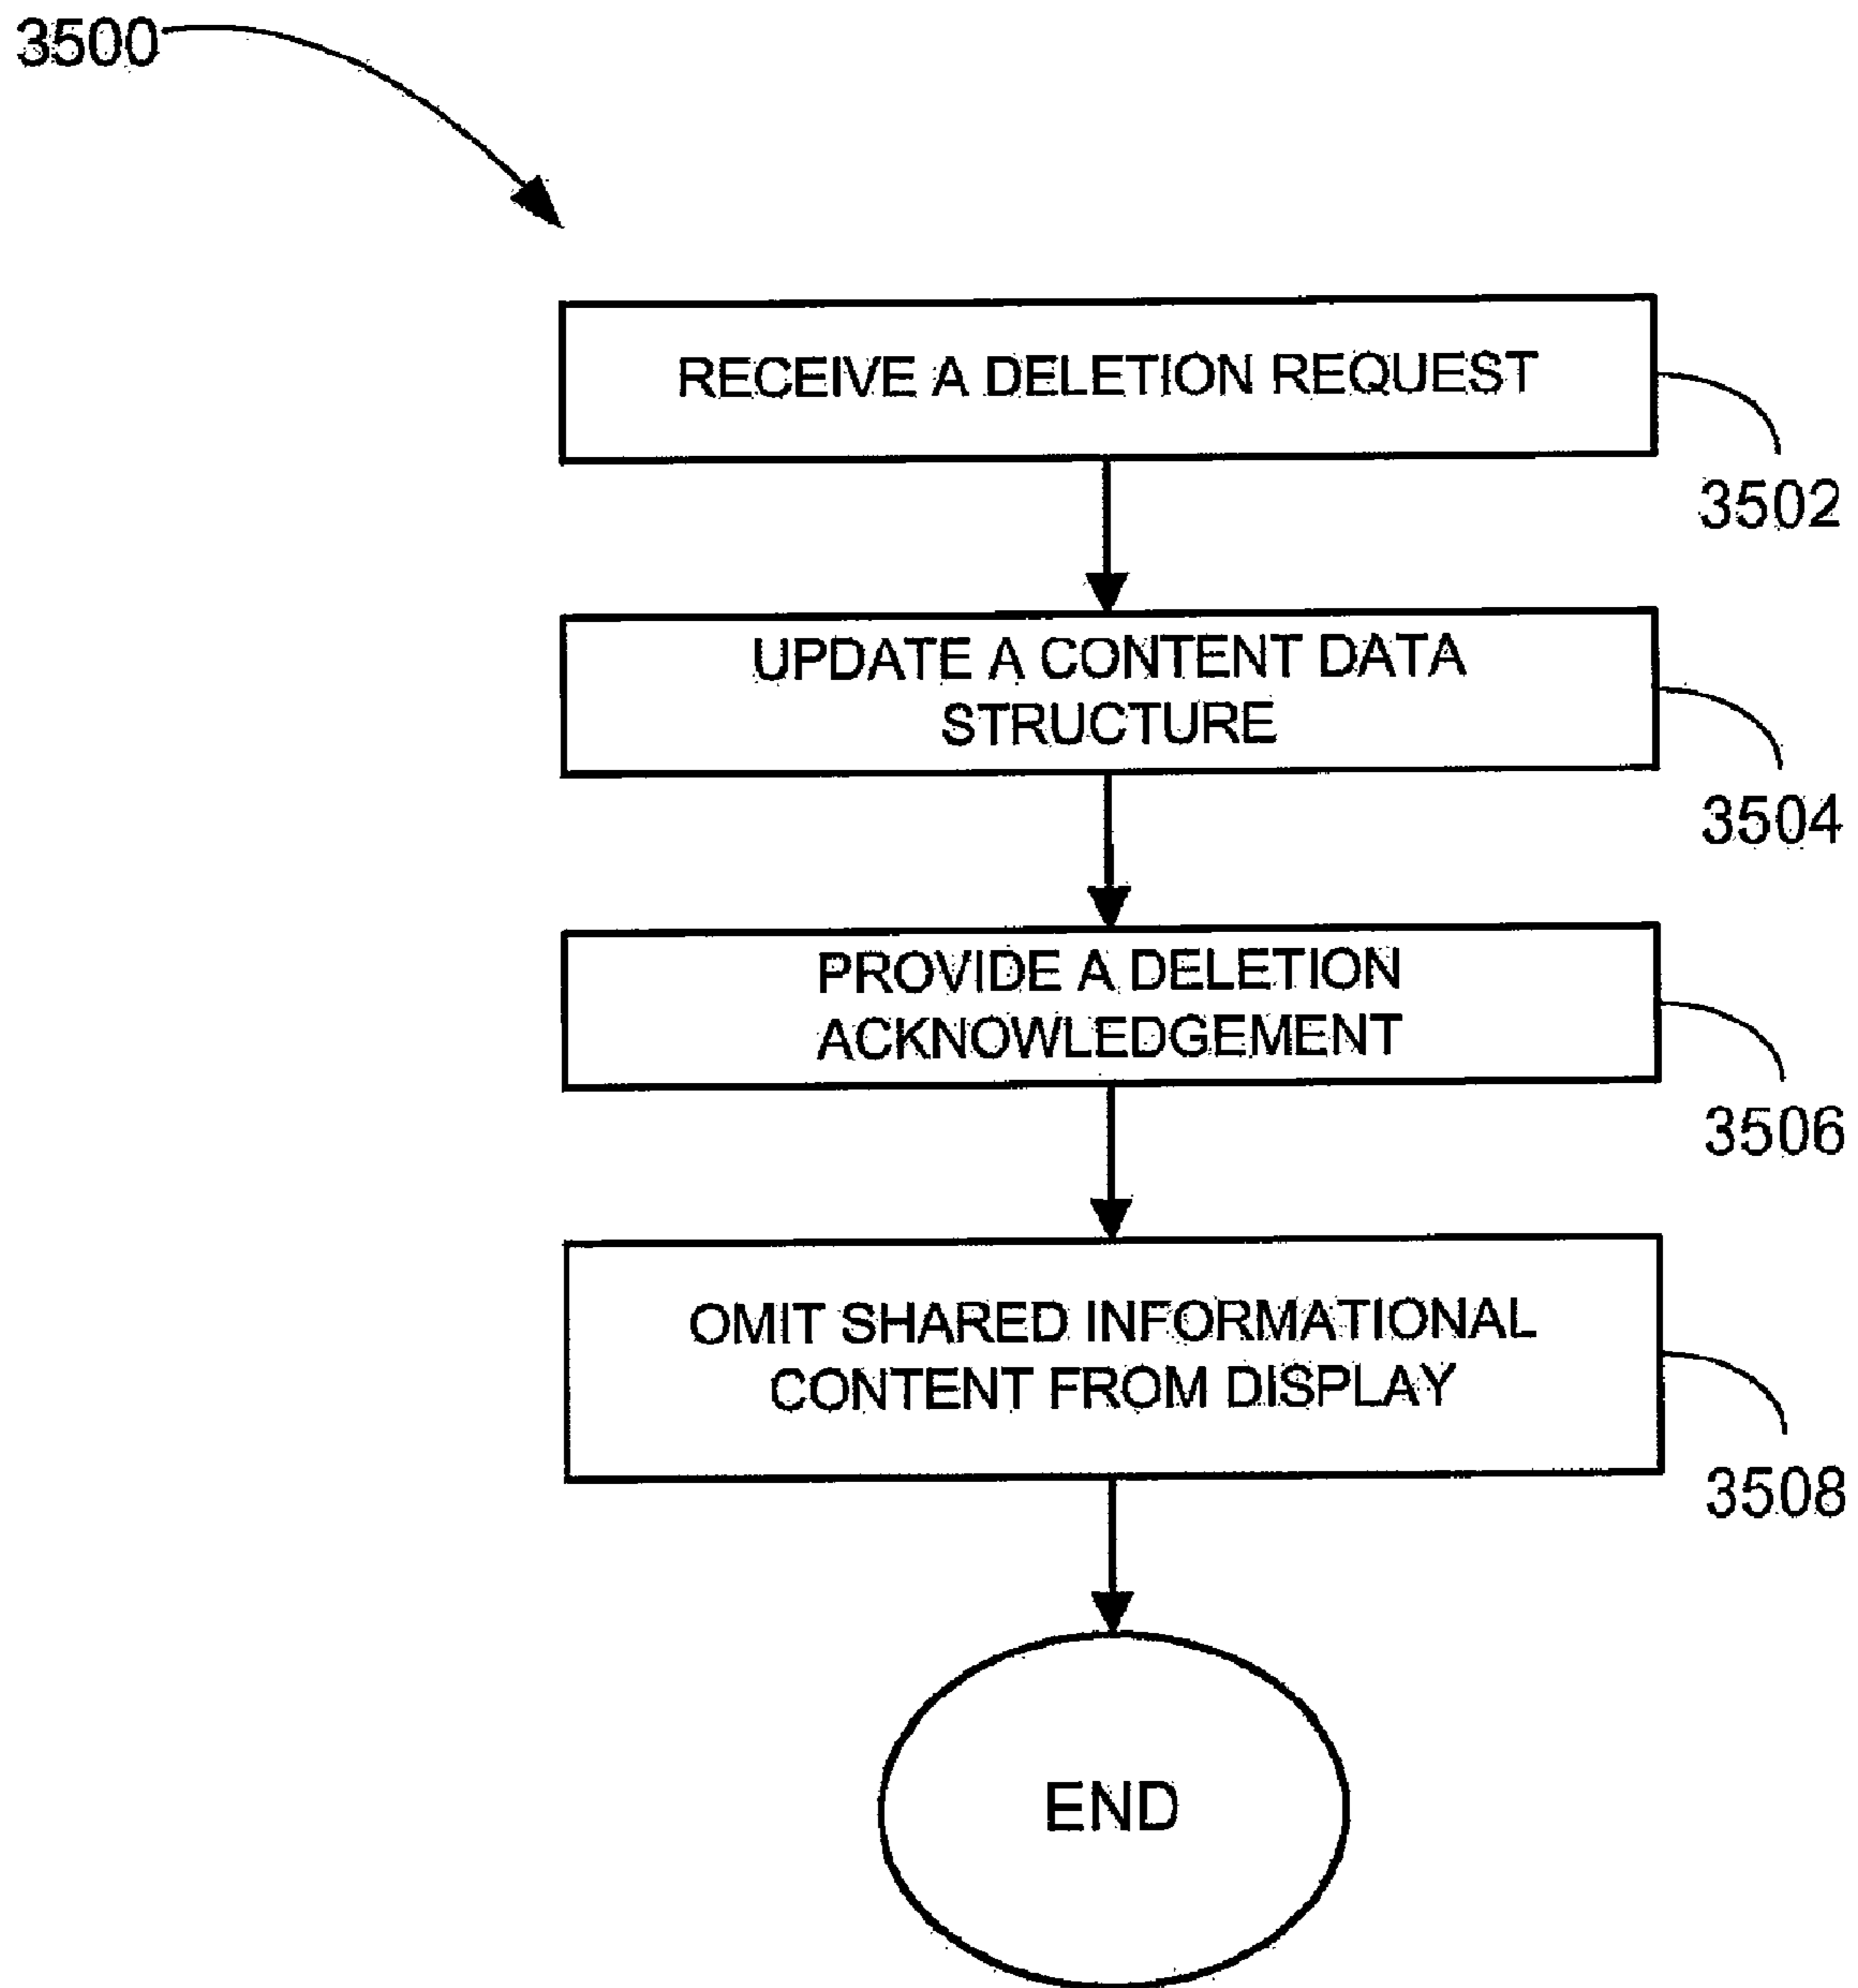 3500
RECEIVE A DELETION REQUEST
3502
UPDATE A CONTENT DATA
STRUCTURE
3504
PROVIDE A DELETION
ACKNOWLEDGEMENT
3506
OMIT SHARED INFORMATIONAL
CONTENT FROM DISPLAY
3508
END